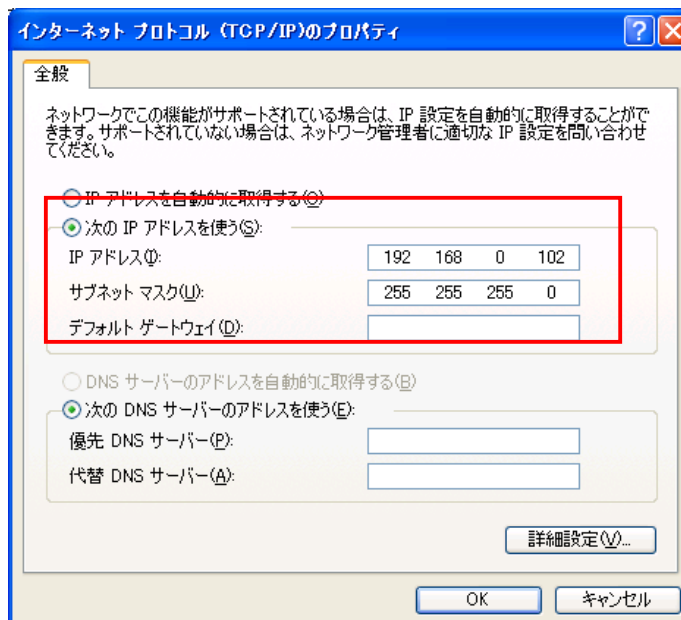 インターネット プロトコル (TCP/IP)のプロパティ
全般
ネットワークでこの機能がサポートされている場合は、IP 設定を自動的に取得することがで
きます。サポートされていない場合は、ネットワーク管理者に適切な IP 設定を問い合わせ
てください。
IP アドレスを自動的に取得する(O)
次の IP アドレスを使う(S):
IP アドレス(I): 192 168 0 102
サブネット マスク(U): 255 255 255 0
デフォルト ゲートウェイ(D):
DNS サーバーのアドレスを自動的に取得する(B)
次の DNS サーバーのアドレスを使う(E):
優先 DNS サーバー(P):
代替 DNS サーバー(A):
詳細設定(V)...
OK キャンセル